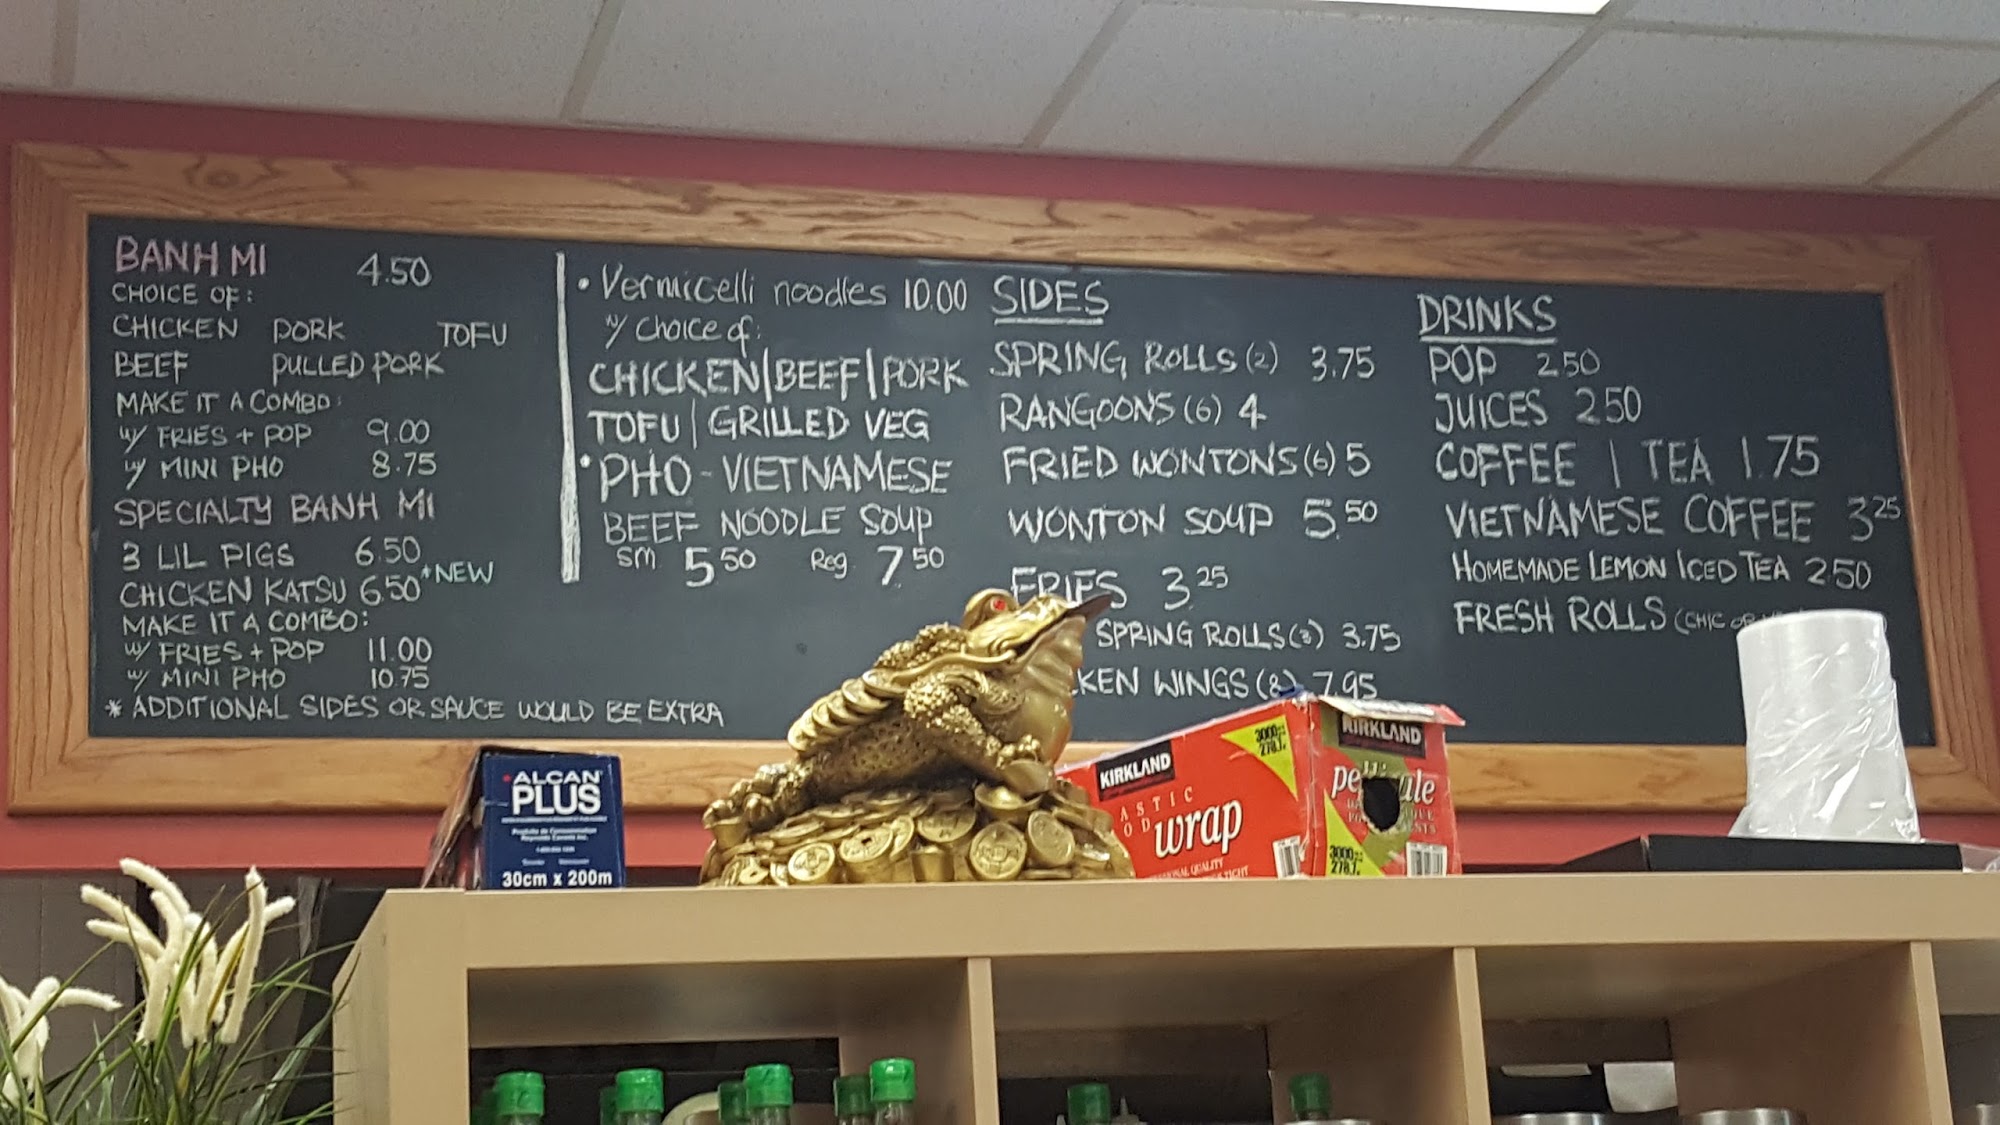 BANH MI 4.50
CHOICE OF:
CHICKEN PORK TOFU
BEEF PULLED PORK
MAKE IT A COMBO:
w/ FRIES + POP 9.00
w/ MINI PHO 8.75
SPECIALTY BANH MI
3 LIL PIGS 6.50
CHICKEN KATSU 6.50 *NEW
MAKE IT A COMBO:
w/ FRIES + POP 11.00
w/ MINI PHO 10.75
* ADDITIONAL SIDES OR SAUCE WOULD BE EXTRA
• Vermicelli noodles 10.00
w/ choice of:
CHICKEN | BEEF | PORK
TOFU | GRILLED VEG
• PHO - VIETNAMESE
BEEF NOODLE SOUP
SM 5.50 Reg 7.50
SIDES
SPRING ROLLS (2) 3.75
RANGOONS (6) 4
FRIED WONTONS (6) 5
WONTON SOUP 5.50
FRIES 3.25
SPRING ROLLS (3) 3.75
KEN WINGS (8) 7.95
DRINKS
POP 2.50
JUICES 2.50
COFFEE | TEA 1.75
VIETNAMESE COFFEE 3.25
HOMEMADE LEMON ICED TEA 2.50
FRESH ROLLS (CHIC OR
ALCAN
PLUS
30cm x 200m
KIRKLAND
wrap
3000
KIRKLAND
3000